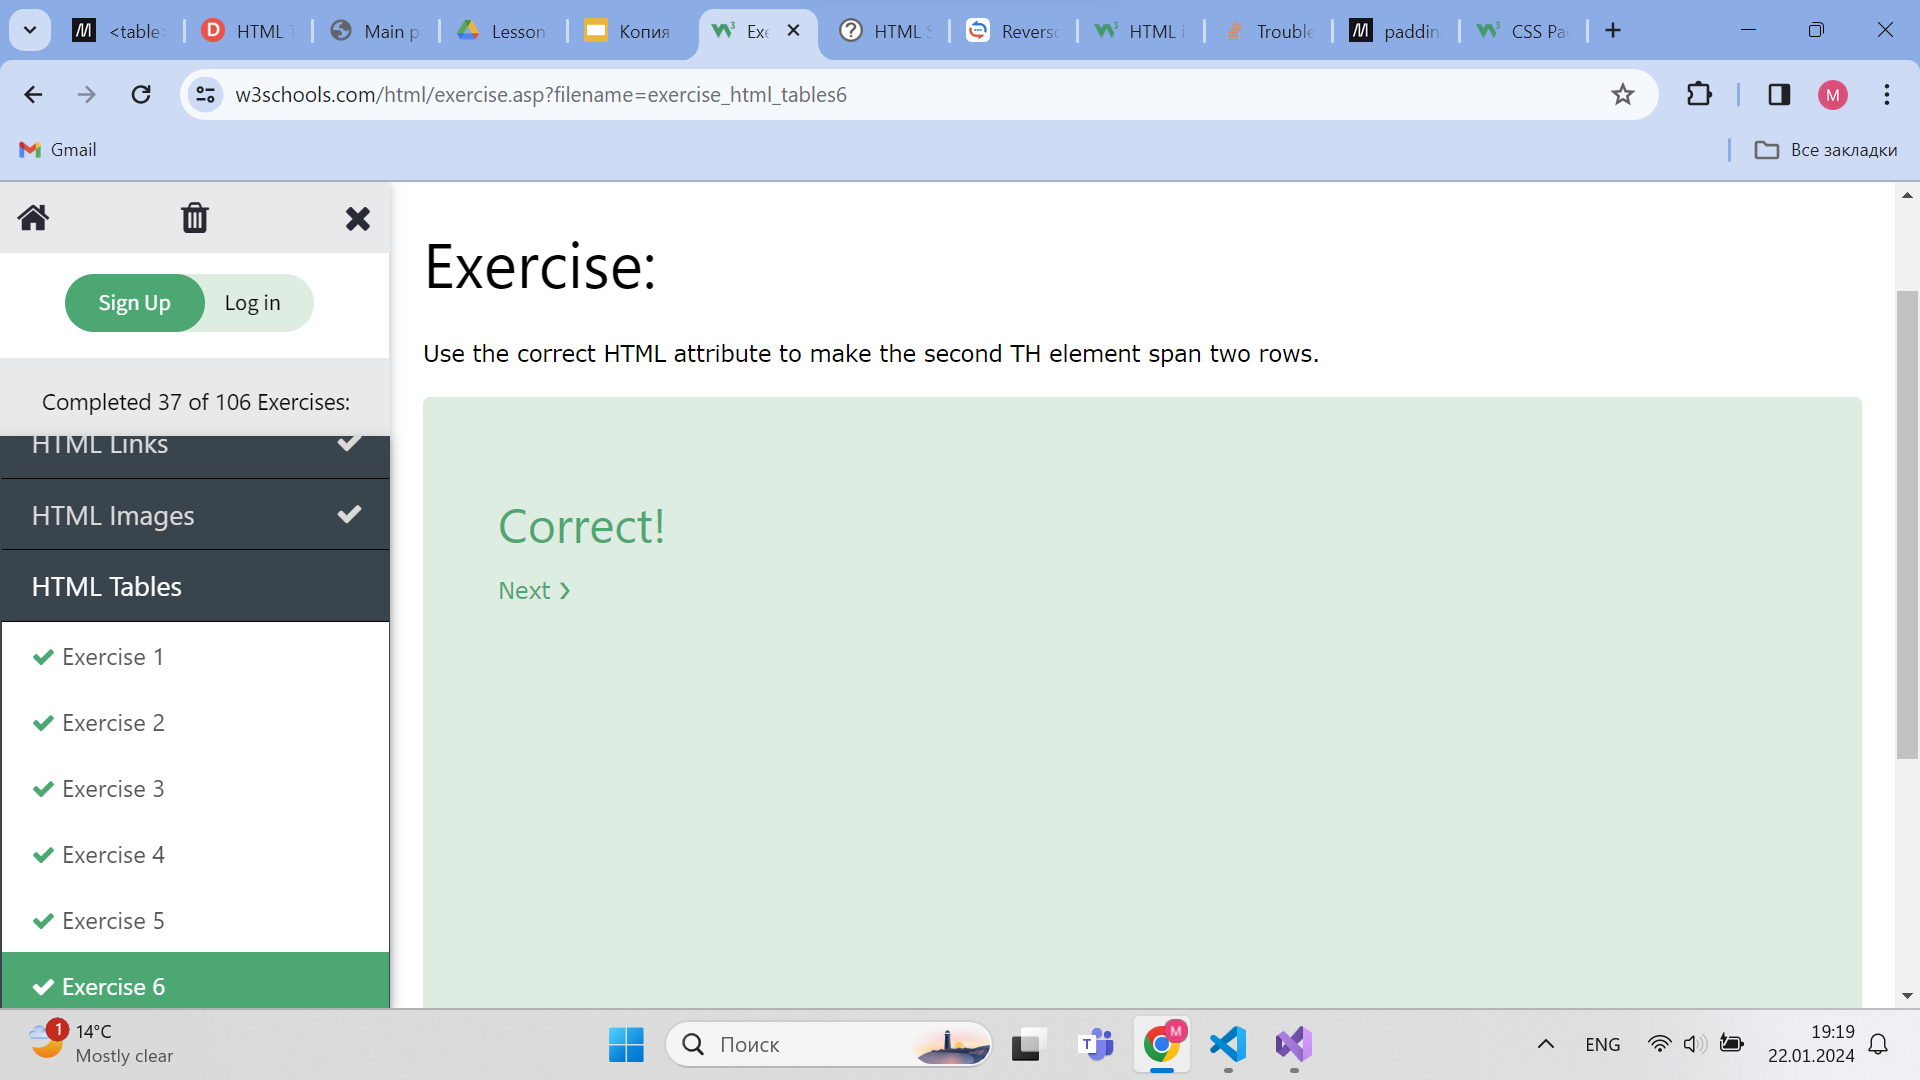 <table
HTML T
Main p
Lesson
Копия
Exe
HTML S
Revers
HTML i
Trouble
paddin
CSS Pa
w3schools.com/html/exercise.asp?filename=exercise_html_tables6
M
Gmail
Все закладки
Sign Up
Log in
Completed 37 of 106 Exercises:
HTML Links
HTML Images
HTML Tables
Exercise 1
Exercise 2
Exercise 3
Exercise 4
Exercise 5
Exercise 6
Exercise:
Use the correct HTML attribute to make the second TH element span two rows.
Correct!
Next ❯
1
14°C
Mostly clear
Поиск
M
ENG
19:19
22.01.2024